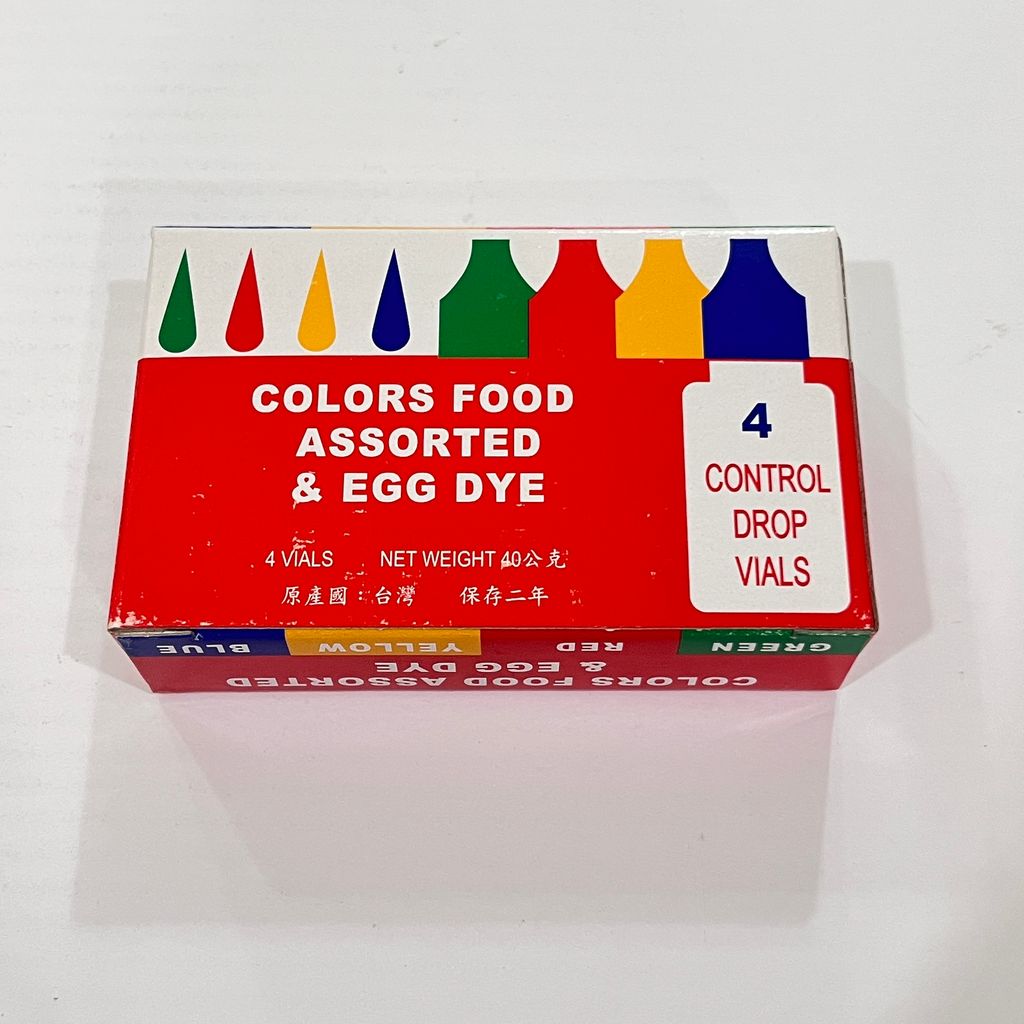 COLORS FOOD
ASSORTED
& EGG DYE
4 VIALS NET WEIGHT 40公克
原產國：台灣 保存二年
4
CONTROL
DROP
VIALS
GREEN RED YELLOW BLUE
COLORS FOOD ASSORTED
& EGG DYE